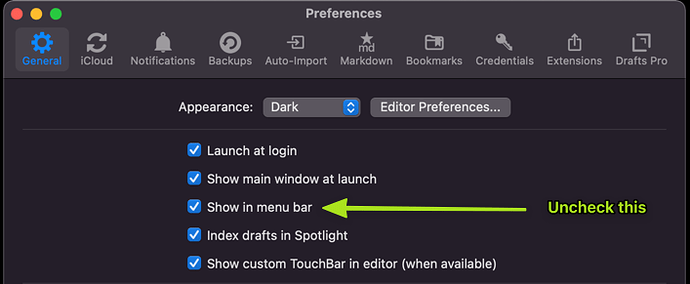 Preferences
General iCloud Notifications Backups Auto-Import Markdown Bookmarks Credentials Extensions Drafts Pro
md
Appearance: Dark Editor Preferences...
Launch at login
Show main window at launch
Show in menu bar Uncheck this
Index drafts in Spotlight
Show custom TouchBar in editor (when available)